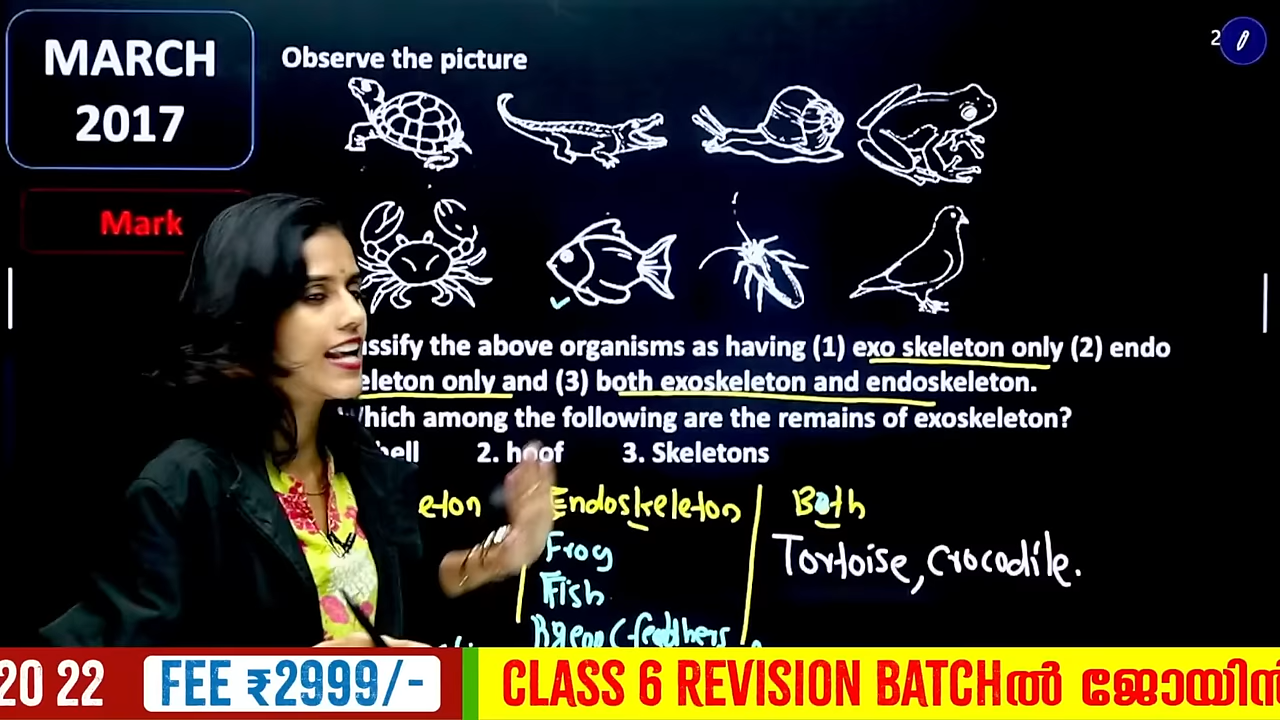 MARCH
2017
2
Observe the picture
Mark
ssify the above organisms as having (1) exo skeleton only (2) endo
eleton only and (3) both exoskeleton and endoskeleton.
hich among the following are the remains of exoskeleton?
hell 2. hoof 3. Skeletons
eton Endoskeleton Both
Frog
Tortoise, Crocodile.
Fish
(feathers
20 22 FEE ₹2999/- CLASS 6 REVISION BATCHൽ ജോയിൻ